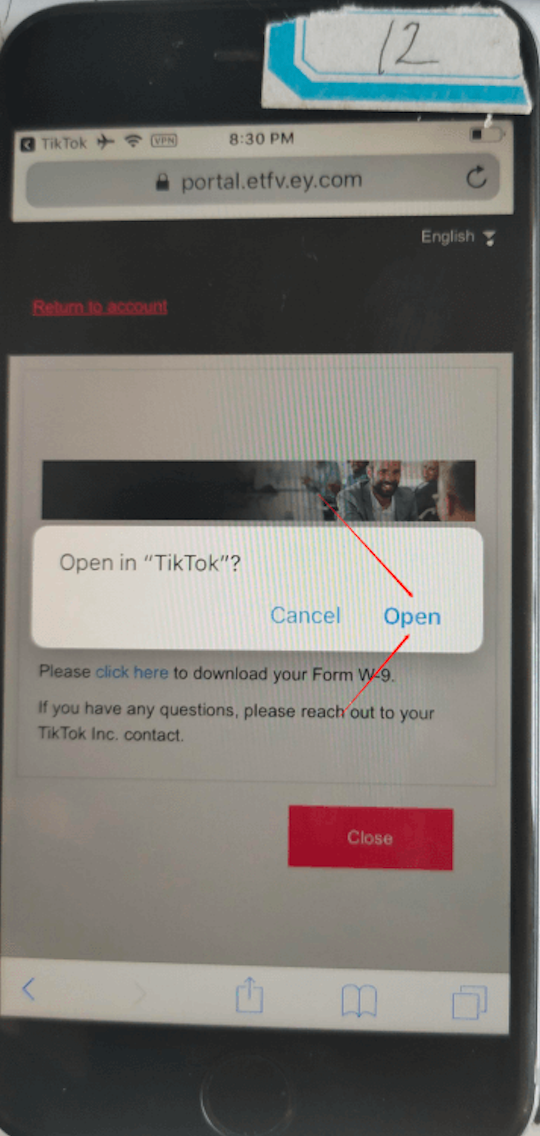 12
TikTok VPN 8:30 PM
portal.etfv.ey.com
English
Return to account
Open in “TikTok”?
Cancel Open
Please click here to download your Form W-9.
If you have any questions, please reach out to your
TikTok Inc. contact.
Close